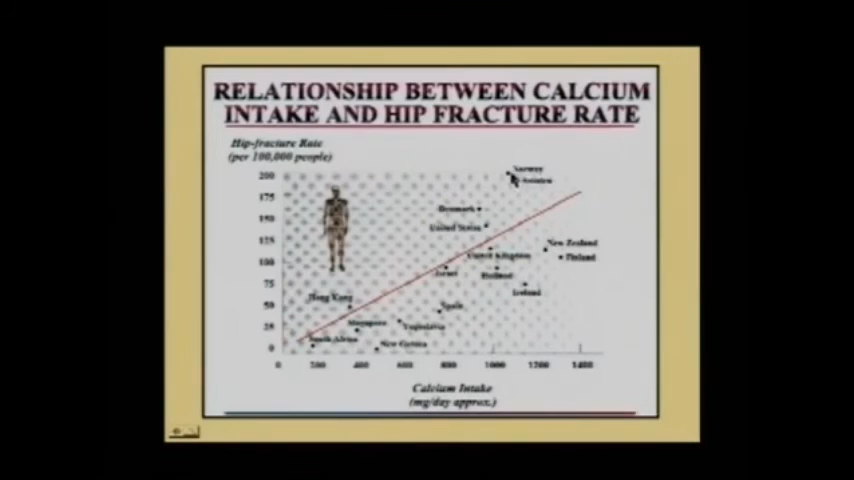 RELATIONSHIP BETWEEN CALCIUM
INTAKE AND HIP FRACTURE RATE
Hip-fracture Rate
(per 100,000 people)
200
175
150
125
100
75
50
25
0
Norway
Sweden
Denmark
United States
New Zealand
United Kingdom
Finland
Israel
Holland
Ireland
Hong Kong
Spain
Singapore
Yugoslavia
South Africa
New Guinea
0 200 400 600 800 1000 1200 1400
Calcium Intake
(mg/day approx.)